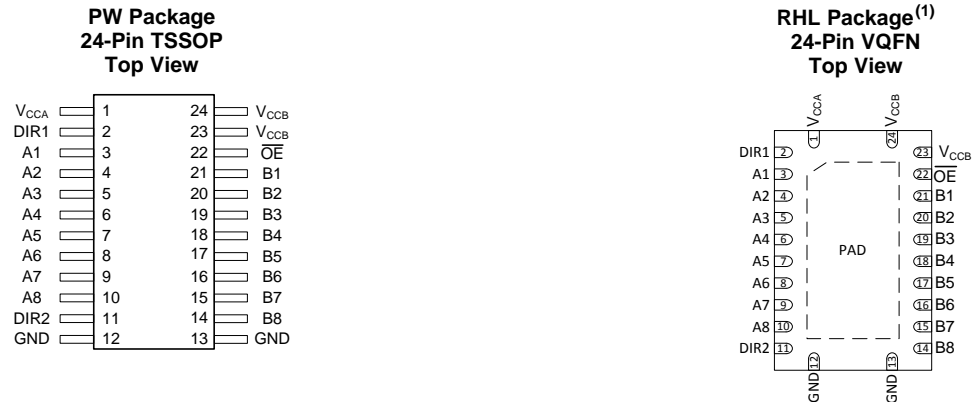 PW Package
24-Pin TSSOP
Top View
VCCA 1 24 VCCB
DIR1 2 23 VCCB
A1 3 22 OE
A2 4 21 B1
A3 5 20 B2
A4 6 19 B3
A5 7 18 B4
A6 8 17 B5
A7 9 16 B6
A8 10 15 B7
DIR2 11 14 B8
GND 12 13 GND
RHL Package(1)
24-Pin VQFN
Top View
VCCA VCCB
1 24
DIR1 2 23 VCCB
A1 3 22 OE
A2 4 21 B1
A3 5 20 B2
A4 6 19 B3
A5 7 PAD 18 B4
A6 8 17 B5
A7 9 16 B6
A8 10 15 B7
DIR2 11 14 B8
12 13
GND GND